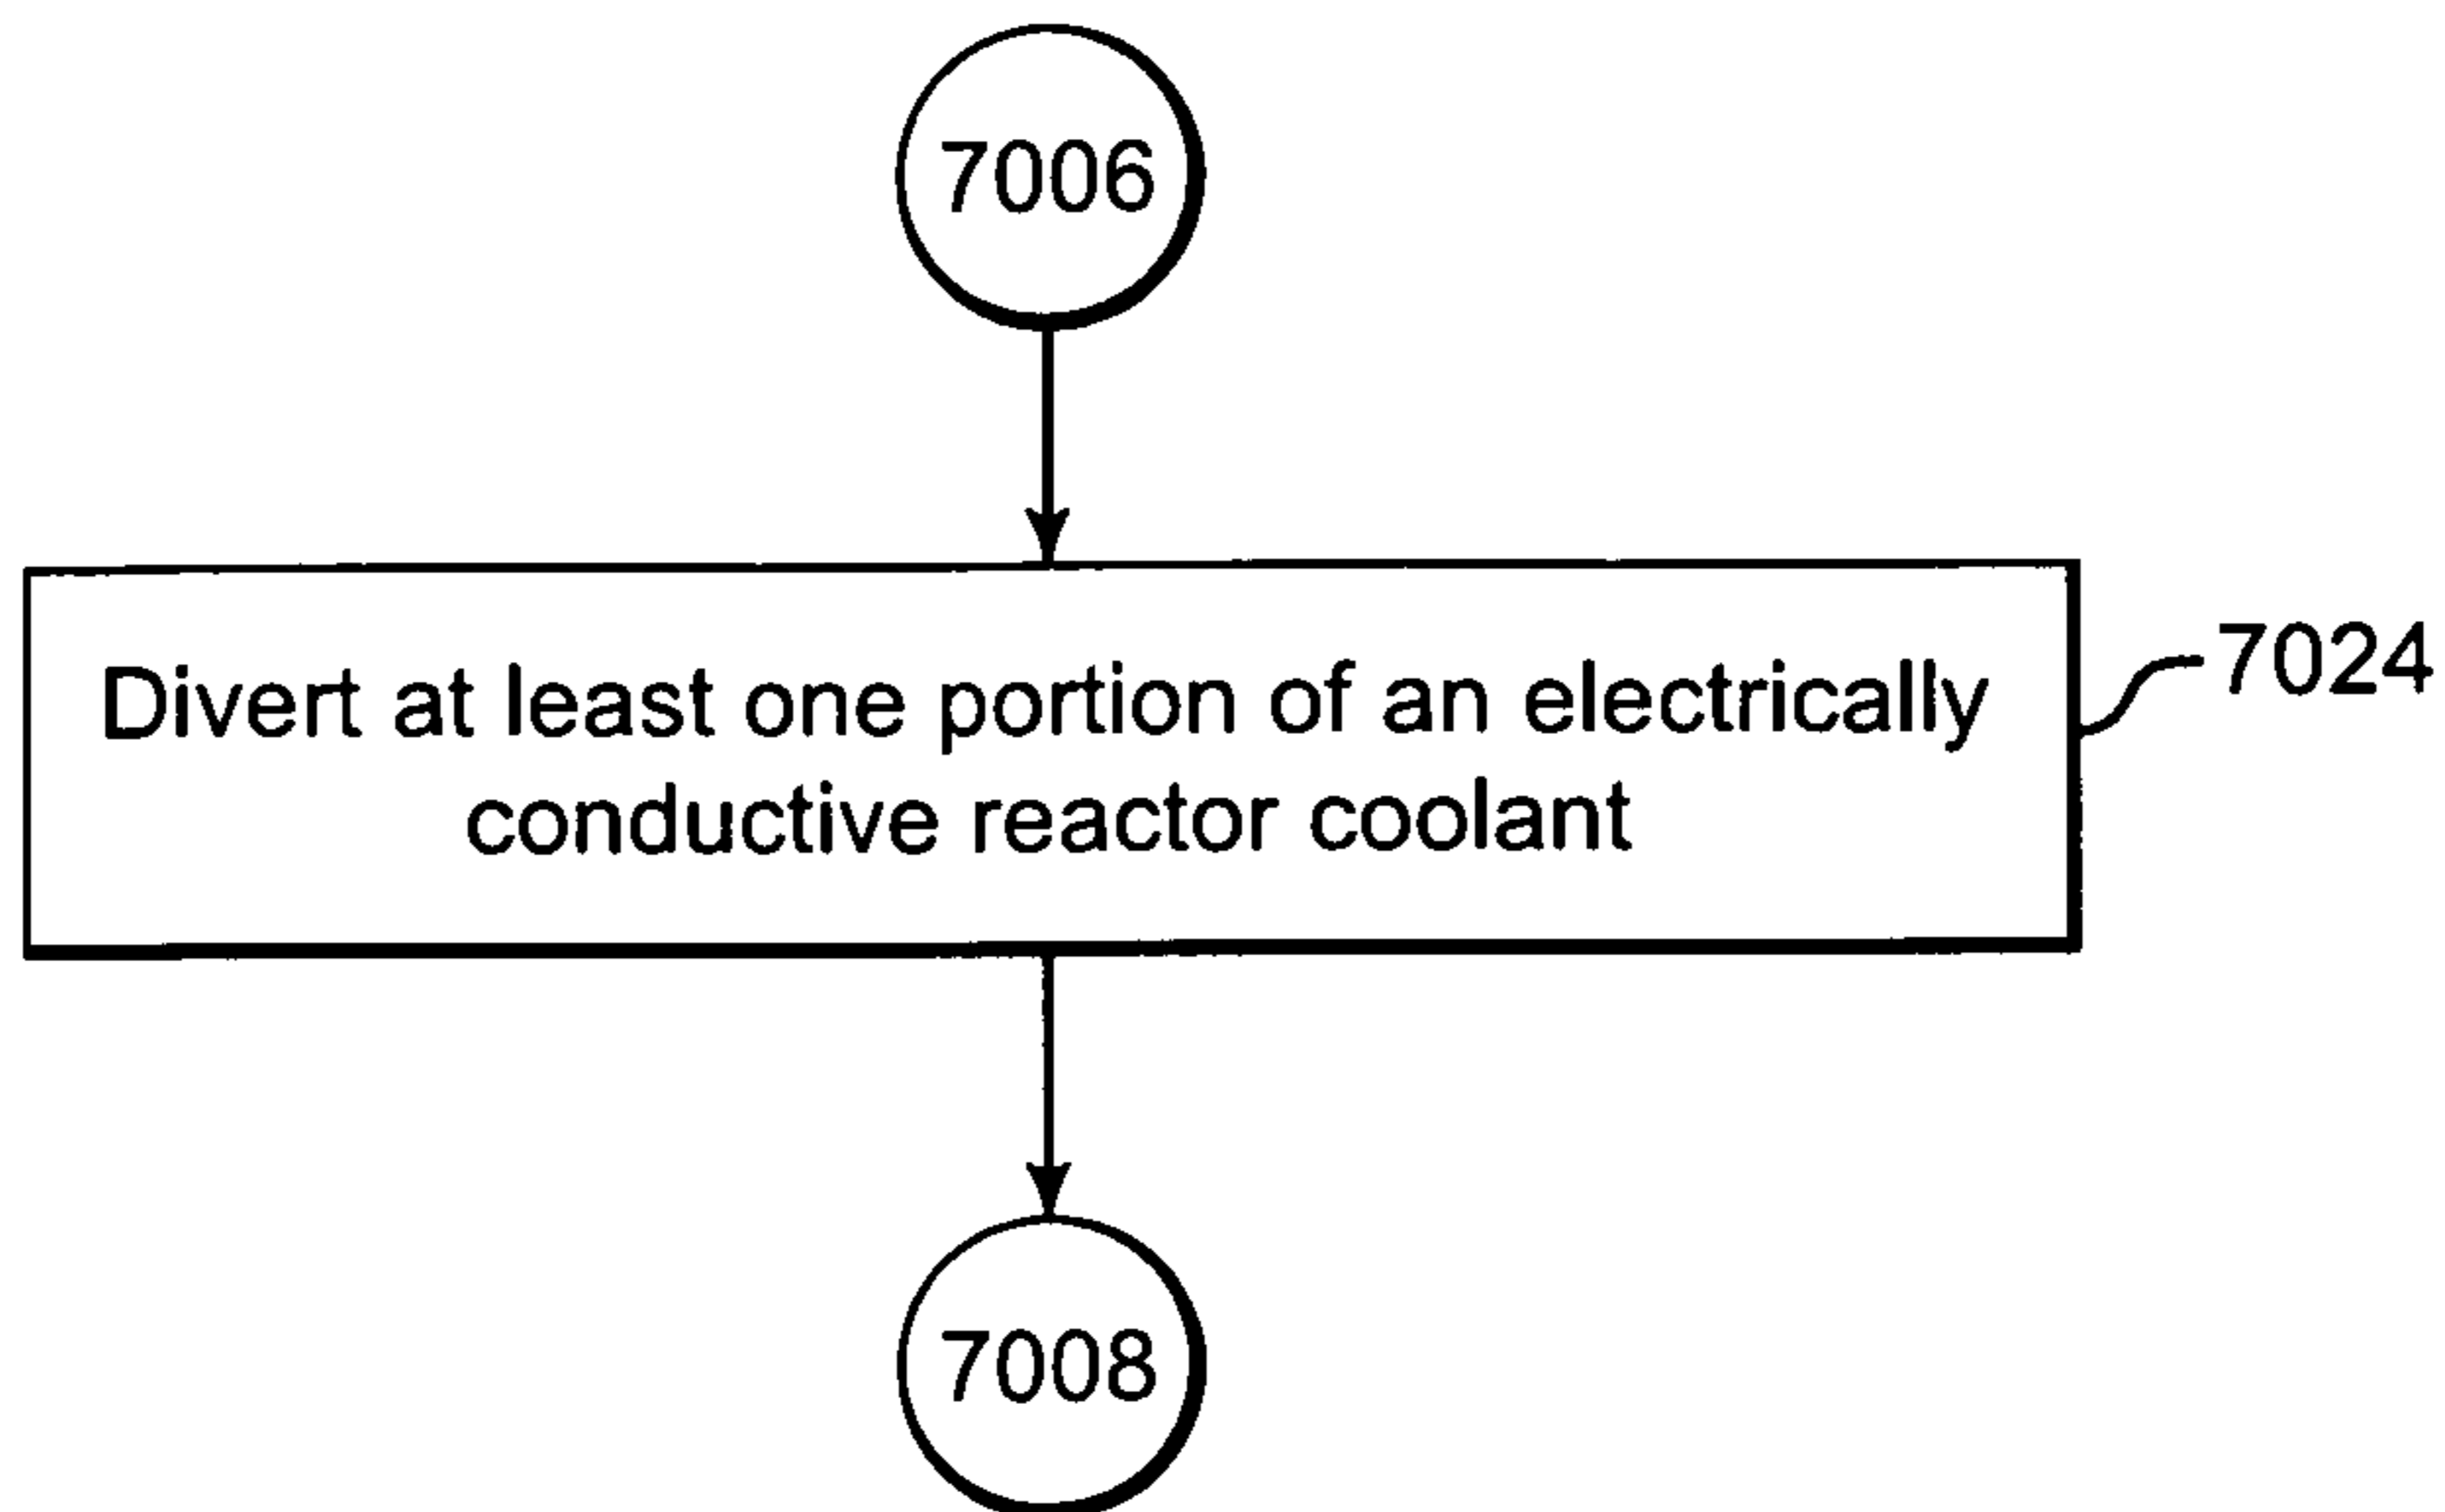 7006
Divert at least one portion of an electrically
7024
conductive reactor coolant
7008